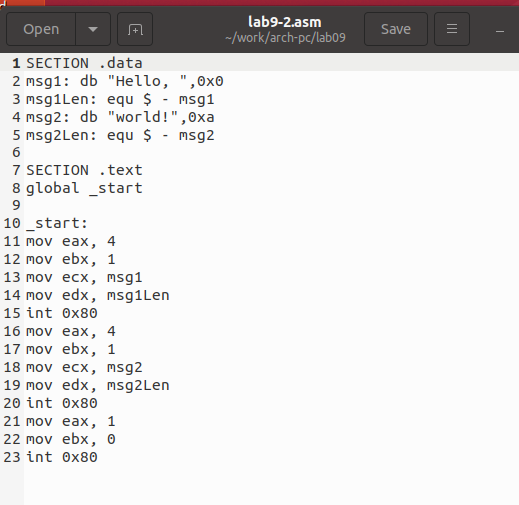 Open
lab9-2.asm
~/work/arch-pc/lab09
Save
1 SECTION .data
2 msg1: db "Hello, ",0x0
3 msg1Len: equ $ - msg1
4 msg2: db "world!",0xa
5 msg2Len: equ $ - msg2
6
7 SECTION .text
8 global _start
9
10 _start:
11 mov eax, 4
12 mov ebx, 1
13 mov ecx, msg1
14 mov edx, msg1Len
15 int 0x80
16 mov eax, 4
17 mov ebx, 1
18 mov ecx, msg2
19 mov edx, msg2Len
20 int 0x80
21 mov eax, 1
22 mov ebx, 0
23 int 0x80